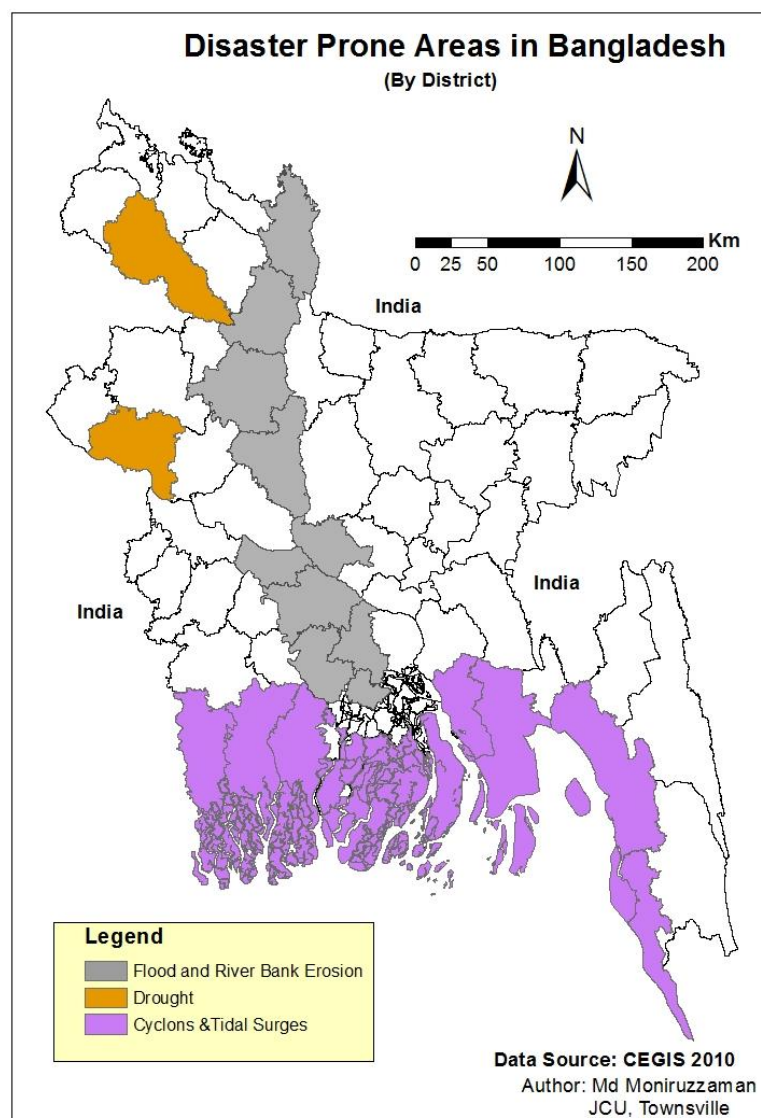 Disaster Prone Areas in Bangladesh
(By District)
N
Km
0 25 50 100 150 200
India
India
India
Legend
Flood and River Bank Erosion
Drought
Cyclons &Tidal Surges
Data Source: CEGIS 2010
Author: Md Moniruzzaman
JCU, Townsville